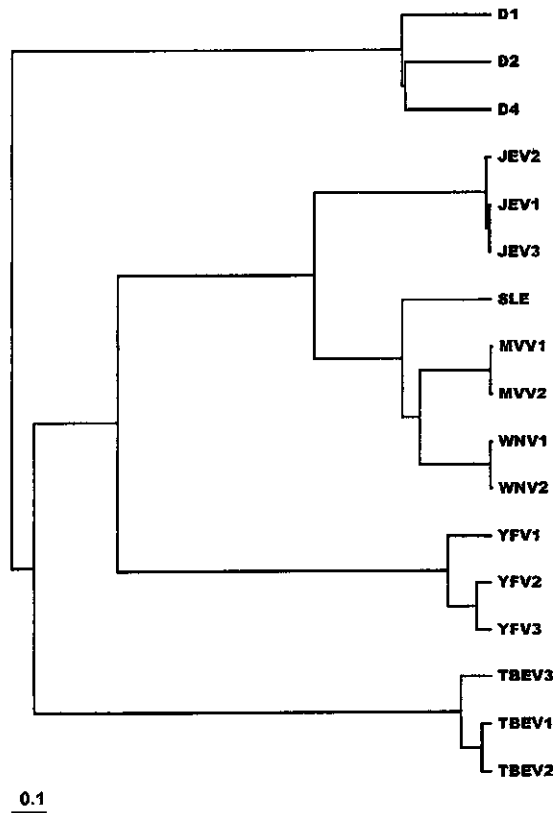 D1
D2
D4
JEV2
JEV1
JEV3
SLE
MVV1
MVV2
WNV1
WNV2
YFV1
YFV2
YFV3
TBEV3
TBEV1
TBEV2
0.1